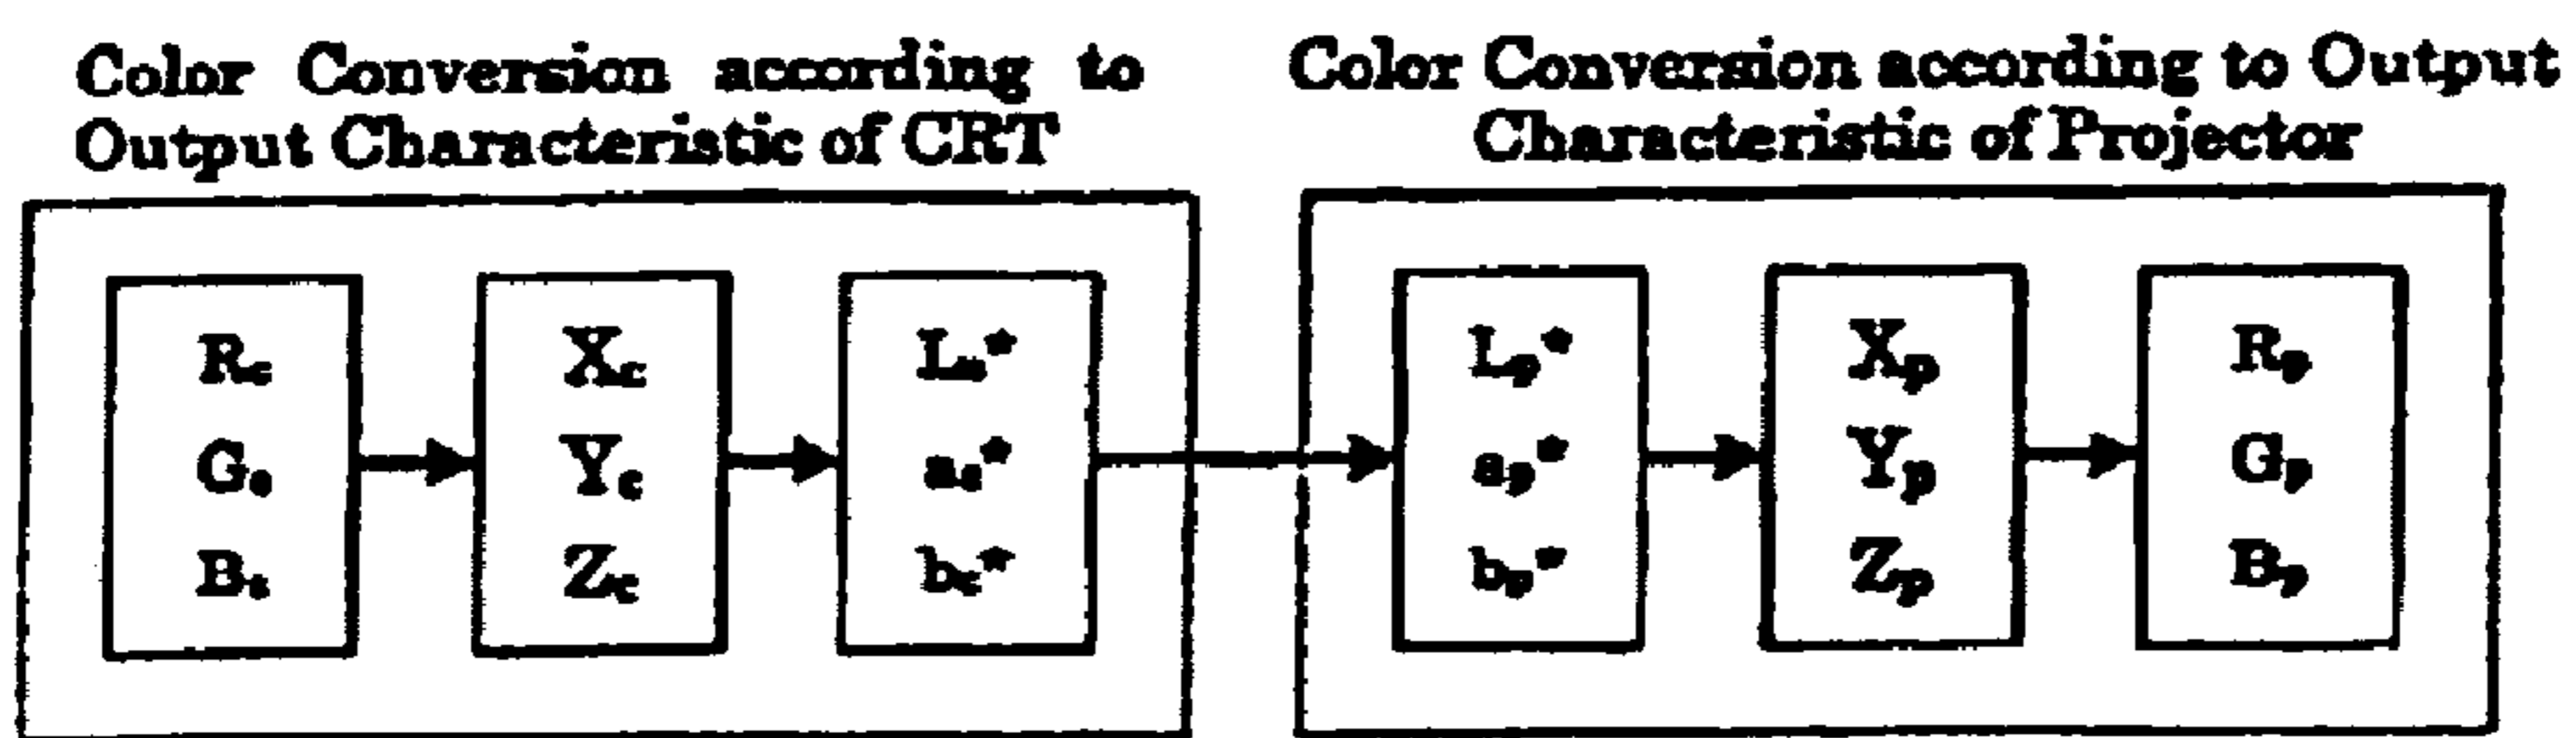 Color Conversion according to
Output Characteristic of CRT
Color Conversion according to Output
Characteristic of Projector
Rc
Gc
Bc
Xc
Yc
Zc
Lc*
ac*
bc*
Lp*
ap*
bp*
Xp
Yp
Zp
Rp
Gp
Bp